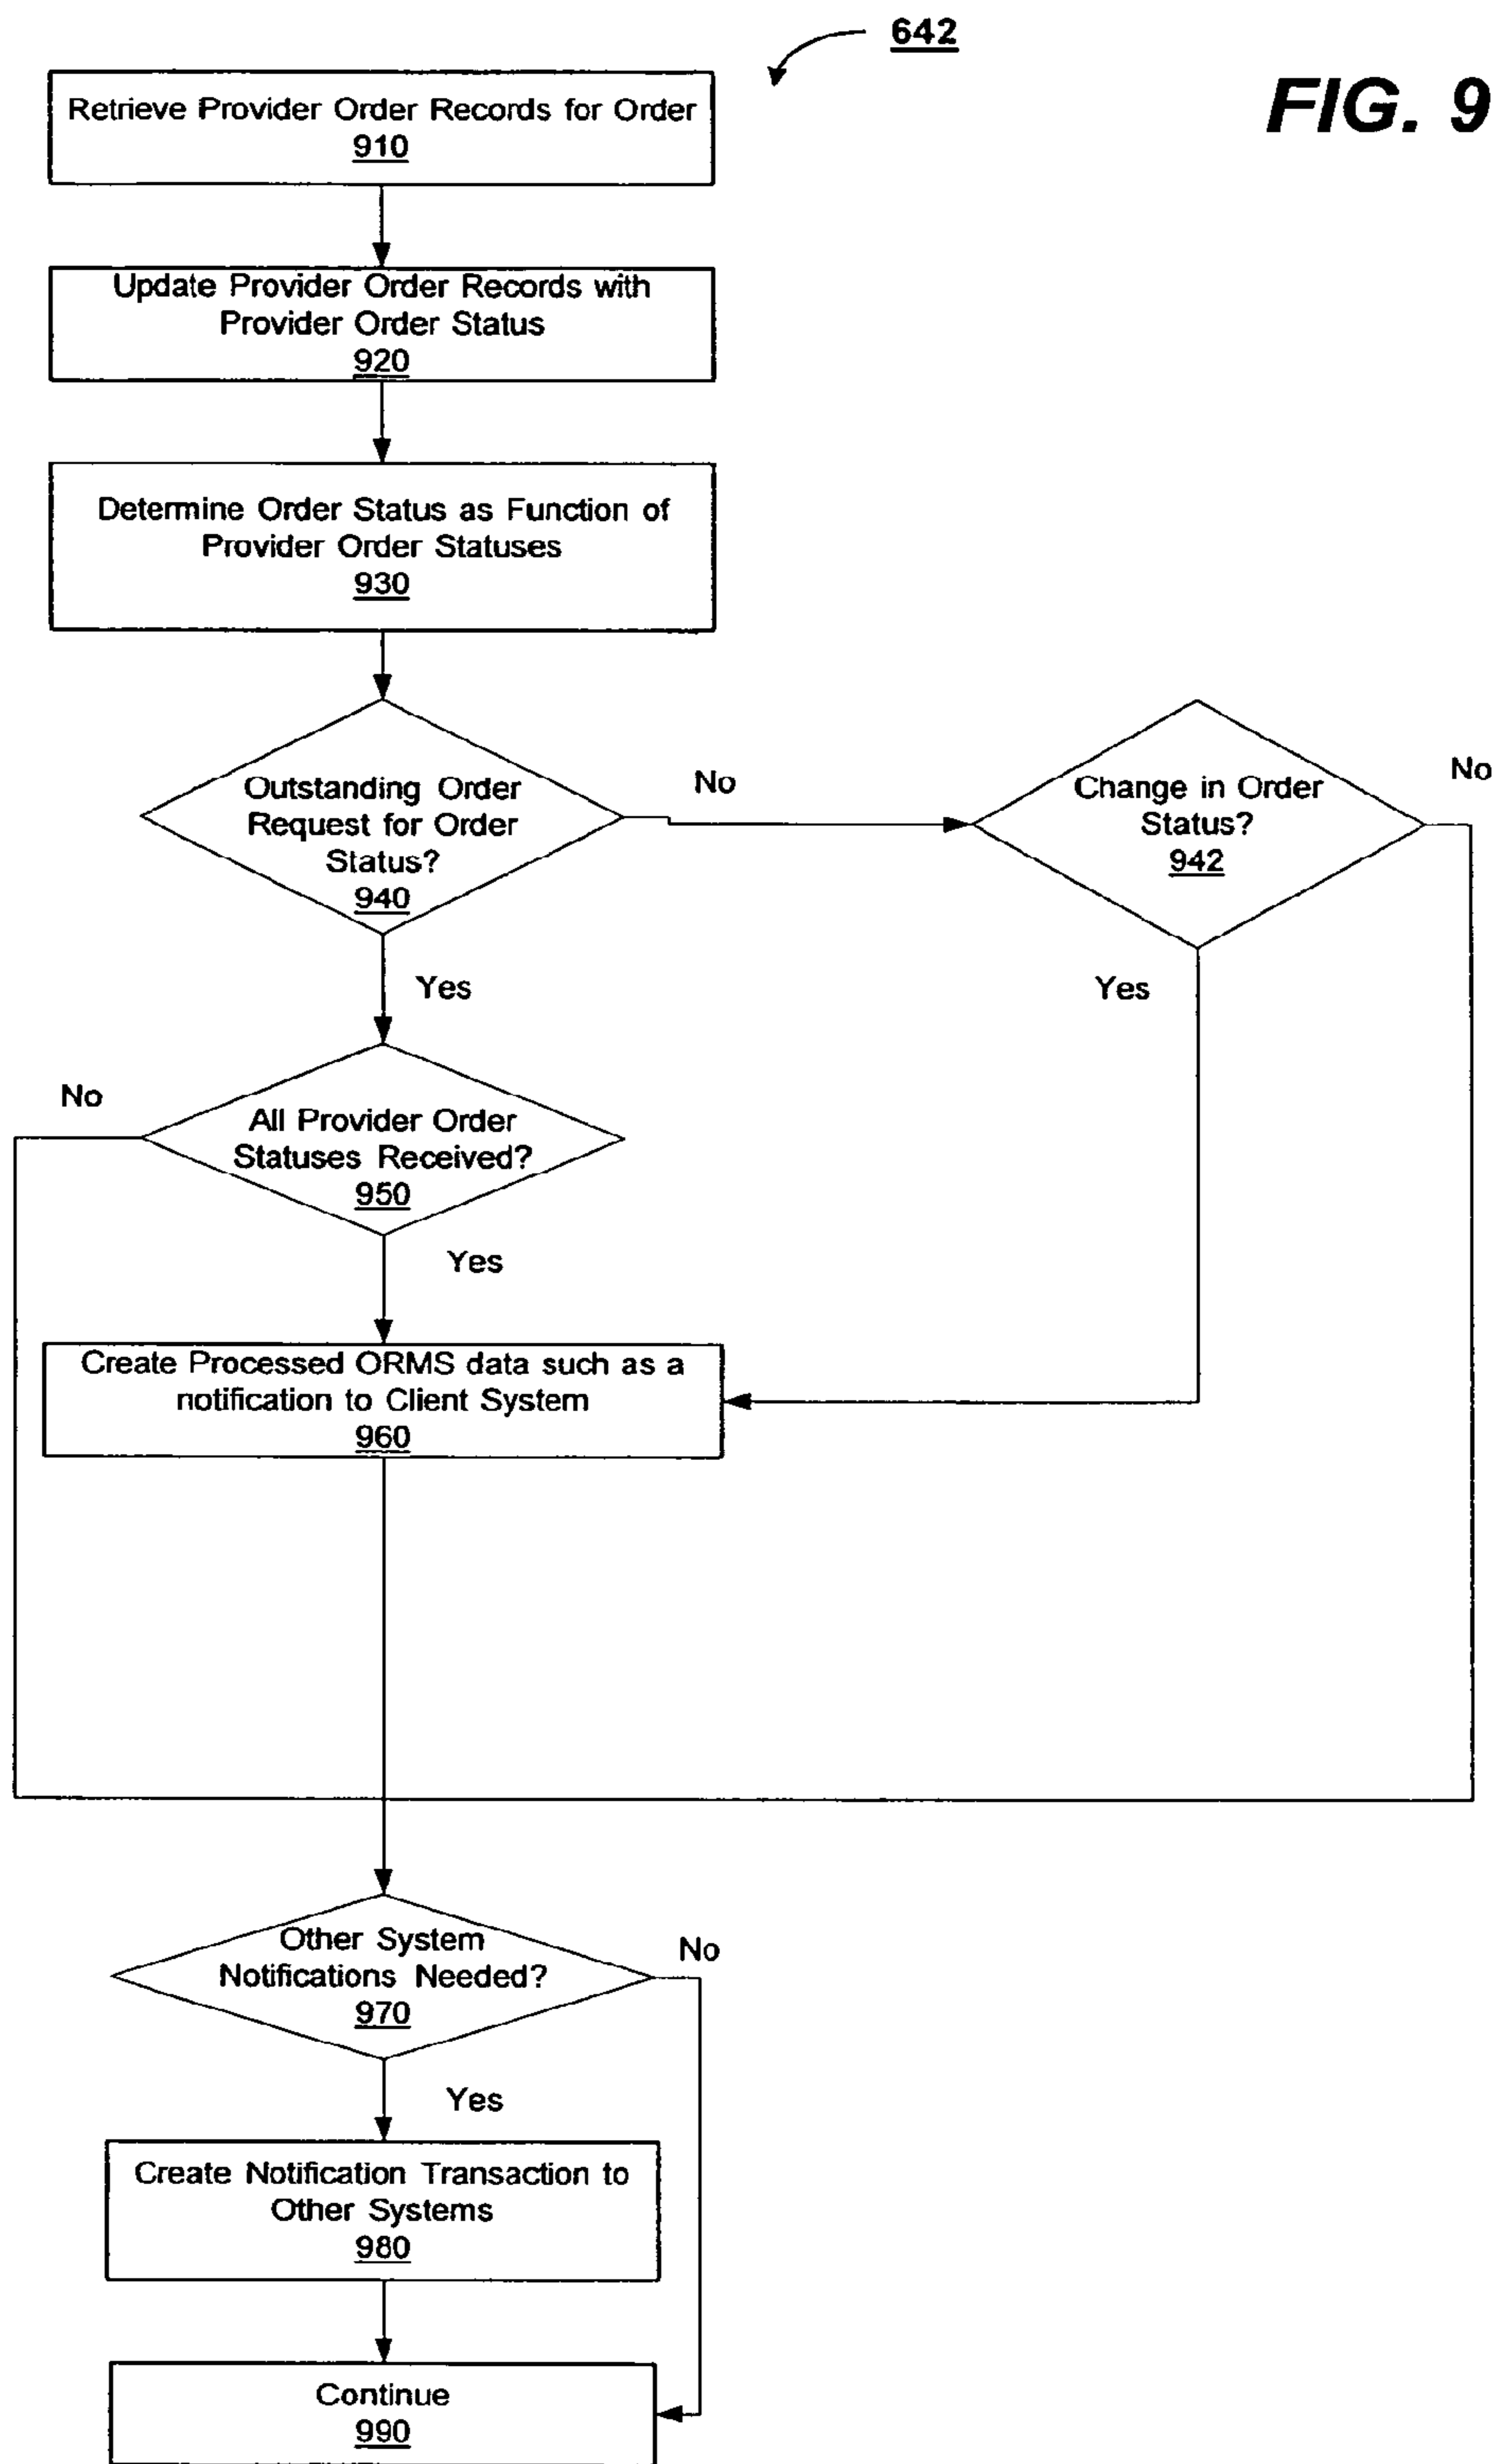 642
FIG. 9
Retrieve Provider Order Records for Order
910
Update Provider Order Records with
Provider Order Status
920
Determine Order Status as Function of
Provider Order Statuses
930
Outstanding Order
Request for Order
Status?
940
No
Change in Order
Status?
942
No
Yes
Yes
No
All Provider Order
Statuses Received?
950
Yes
Create Processed ORMS data such as a
notification to Client System
960
Other System
Notifications Needed?
970
No
Yes
Create Notification Transaction to
Other Systems
980
Continue
990